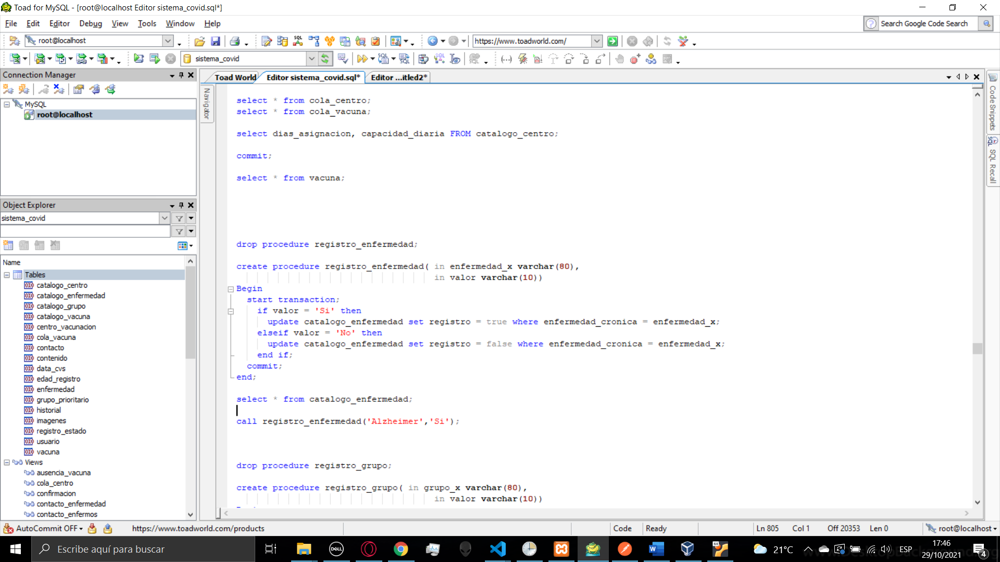 Toad for MySQL - [root@localhost Editor sistema_covid.sql*]
File Edit Editor Debug View Tools Window Help
Search Google Code Search
root@localhost
SQL
https://www.toadworld.com/
sistema_covid
Connection Manager
MySQL
root@localhost
Object Explorer
sistema_covid
Name
Tables
catalogo_centro
catalogo_enfermedad
catalogo_grupo
catalogo_vacuna
centro_vacunacion
cola_vacuna
contacto
contenido
data_cvs
edad_registro
enfermedad
grupo_prioritario
historial
imagenes
registro_estado
usuario
vacuna
Views
ausencia_vacuna
cola_centro
confirmacion
contacto_enfermedad
contacto_enfermos
Toad World
Editor sistema_covid.sql*
Editor ...itled2*
Navigator
select * from cola_centro;
select * from cola_vacuna;
select dias_asignacion, capacidad_diaria FROM catalogo_centro;
commit;
select * from vacuna;
drop procedure registro_enfermedad;
create procedure registro_enfermedad( in enfermedad_x varchar(80),
in valor varchar(10))
Begin
start transaction;
if valor = 'Si' then
update catalogo_enfermedad set registro = true where enfermedad_cronica = enfermedad_x;
elseif valor = 'No' then
update catalogo_enfermedad set registro = false where enfermedad_cronica = enfermedad_x;
end if;
commit;
end;
select * from catalogo_enfermedad;
call registro_enfermedad('Alzheimer','Si');
drop procedure registro_grupo;
create procedure registro_grupo( in grupo_x varchar(80),
in valor varchar(10))
Code Snippets
SQL Recall
AutoCommit OFF
https://www.toadworld.com/products
Code
Ready
Ln 805
Col 1
Off 20353
Len 0
root@localhost
Escribe aquí para buscar
DELL
64
21°C
ESP
17:46
29/10/2021
4